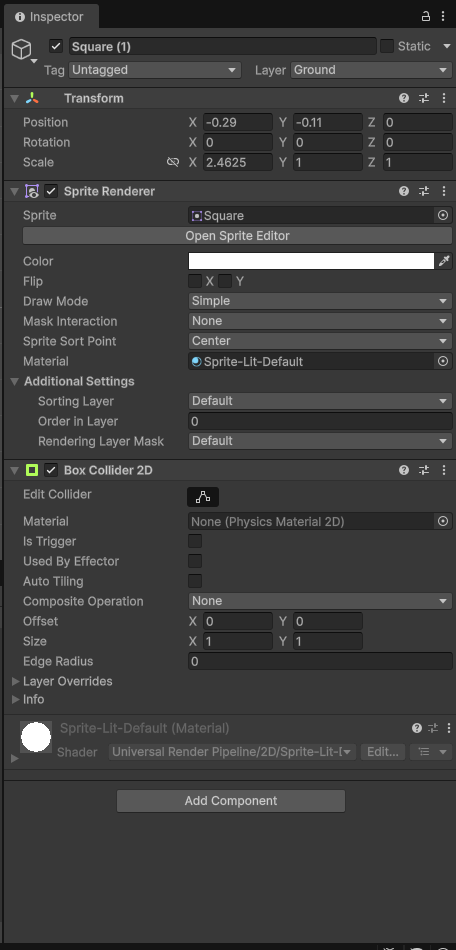 Inspector
Square (1) Static
Tag Untagged Layer Ground
Transform
Position X -0.29 Y -0.11 Z 0
Rotation X 0 Y 0 Z 0
Scale X 2.4625 Y 1 Z 1
Sprite Renderer
Sprite Square
Open Sprite Editor
Color
Flip X Y
Draw Mode Simple
Mask Interaction None
Sprite Sort Point Center
Material Sprite-Lit-Default
Additional Settings
Sorting Layer Default
Order in Layer 0
Rendering Layer Mask Default
Box Collider 2D
Edit Collider
Material None (Physics Material 2D)
Is Trigger
Used By Effector
Auto Tiling
Composite Operation None
Offset X 0 Y 0
Size X 1 Y 1
Edge Radius 0
Layer Overrides
Info
Sprite-Lit-Default (Material)
Shader Universal Render Pipeline/2D/Sprite-Lit- Edit...
Add Component